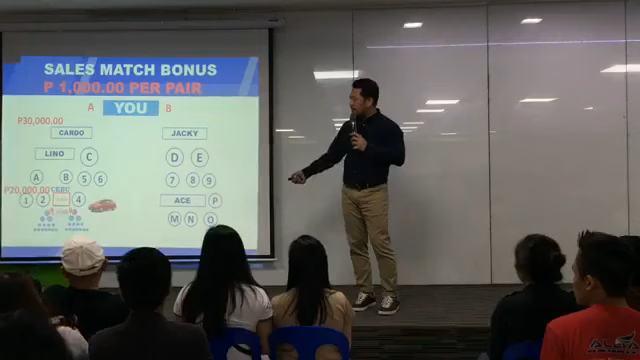 SALES MATCH BONUS
P 1,000.00 PER PAIR
A YOU B
P30,000.00
CARDO JACKY
LINO C D E
A B 5 6 7 8 9
P20,000.00
1 2 4 ACE P
M N O